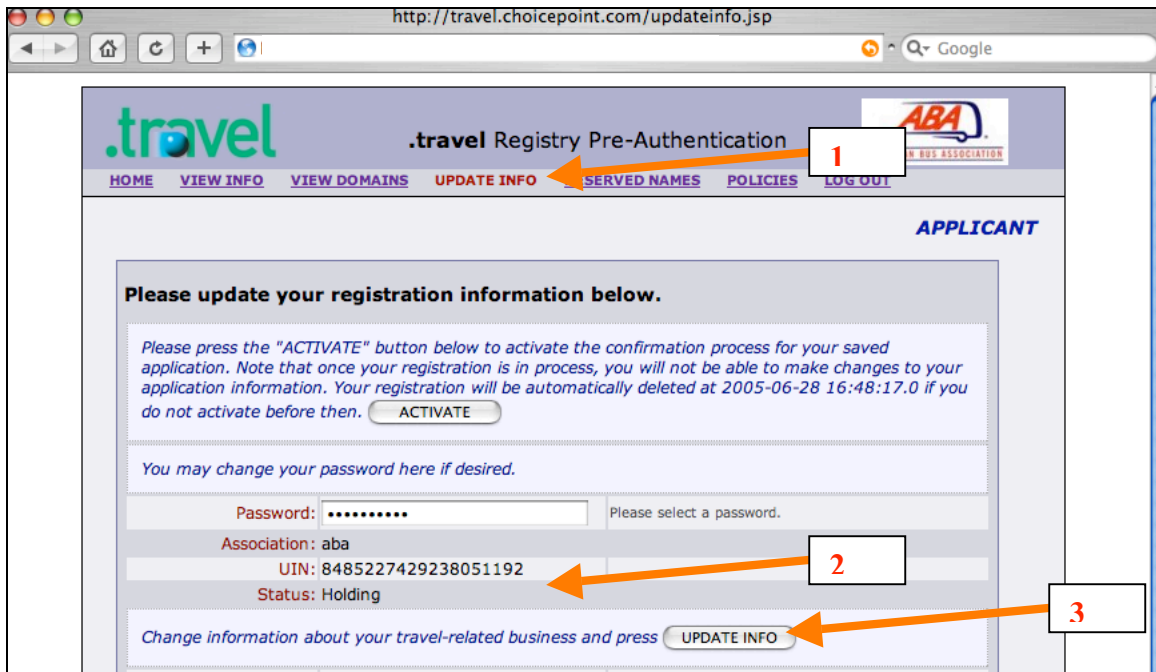 http://travel.choicepoint.com/updateinfo.jsp
Google
.travel
.travel Registry Pre-Authentication
ABA
N BUS ASSOCIATION
1
HOME VIEW INFO VIEW DOMAINS UPDATE INFO SERVED NAMES POLICIES LOG OUT
APPLICANT
Please update your registration information below.
Please press the "ACTIVATE" button below to activate the confirmation process for your saved
application. Note that once your registration is in process, you will not be able to make changes to your
application information. Your registration will be automatically deleted at 2005-06-28 16:48:17.0 if you
do not activate before then. ACTIVATE
You may change your password here if desired.
Password: •••••••••• Please select a password.
Association: aba
UIN: 8485227429238051192
2
Status: Holding
3
Change information about your travel-related business and press UPDATE INFO